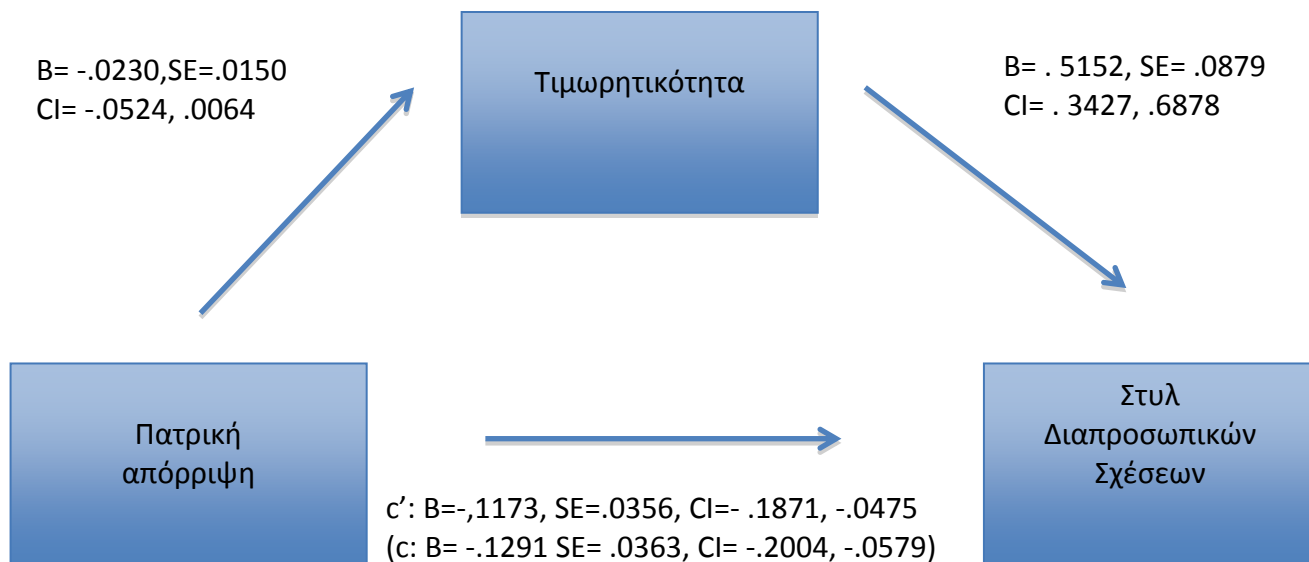 B= -.0230,SE=.0150
CI= -.0524, .0064
Τιμωρητικότητα
B= . 5152, SE= .0879
CI= . 3427, .6878
Πατρική
απόρριψη
Στυλ
Διαπροσωπικών
Σχέσεων
c’: B=-,1173, SE=.0356, CI=- .1871, -.0475
(c: B= -.1291 SE= .0363, CI= -.2004, -.0579)